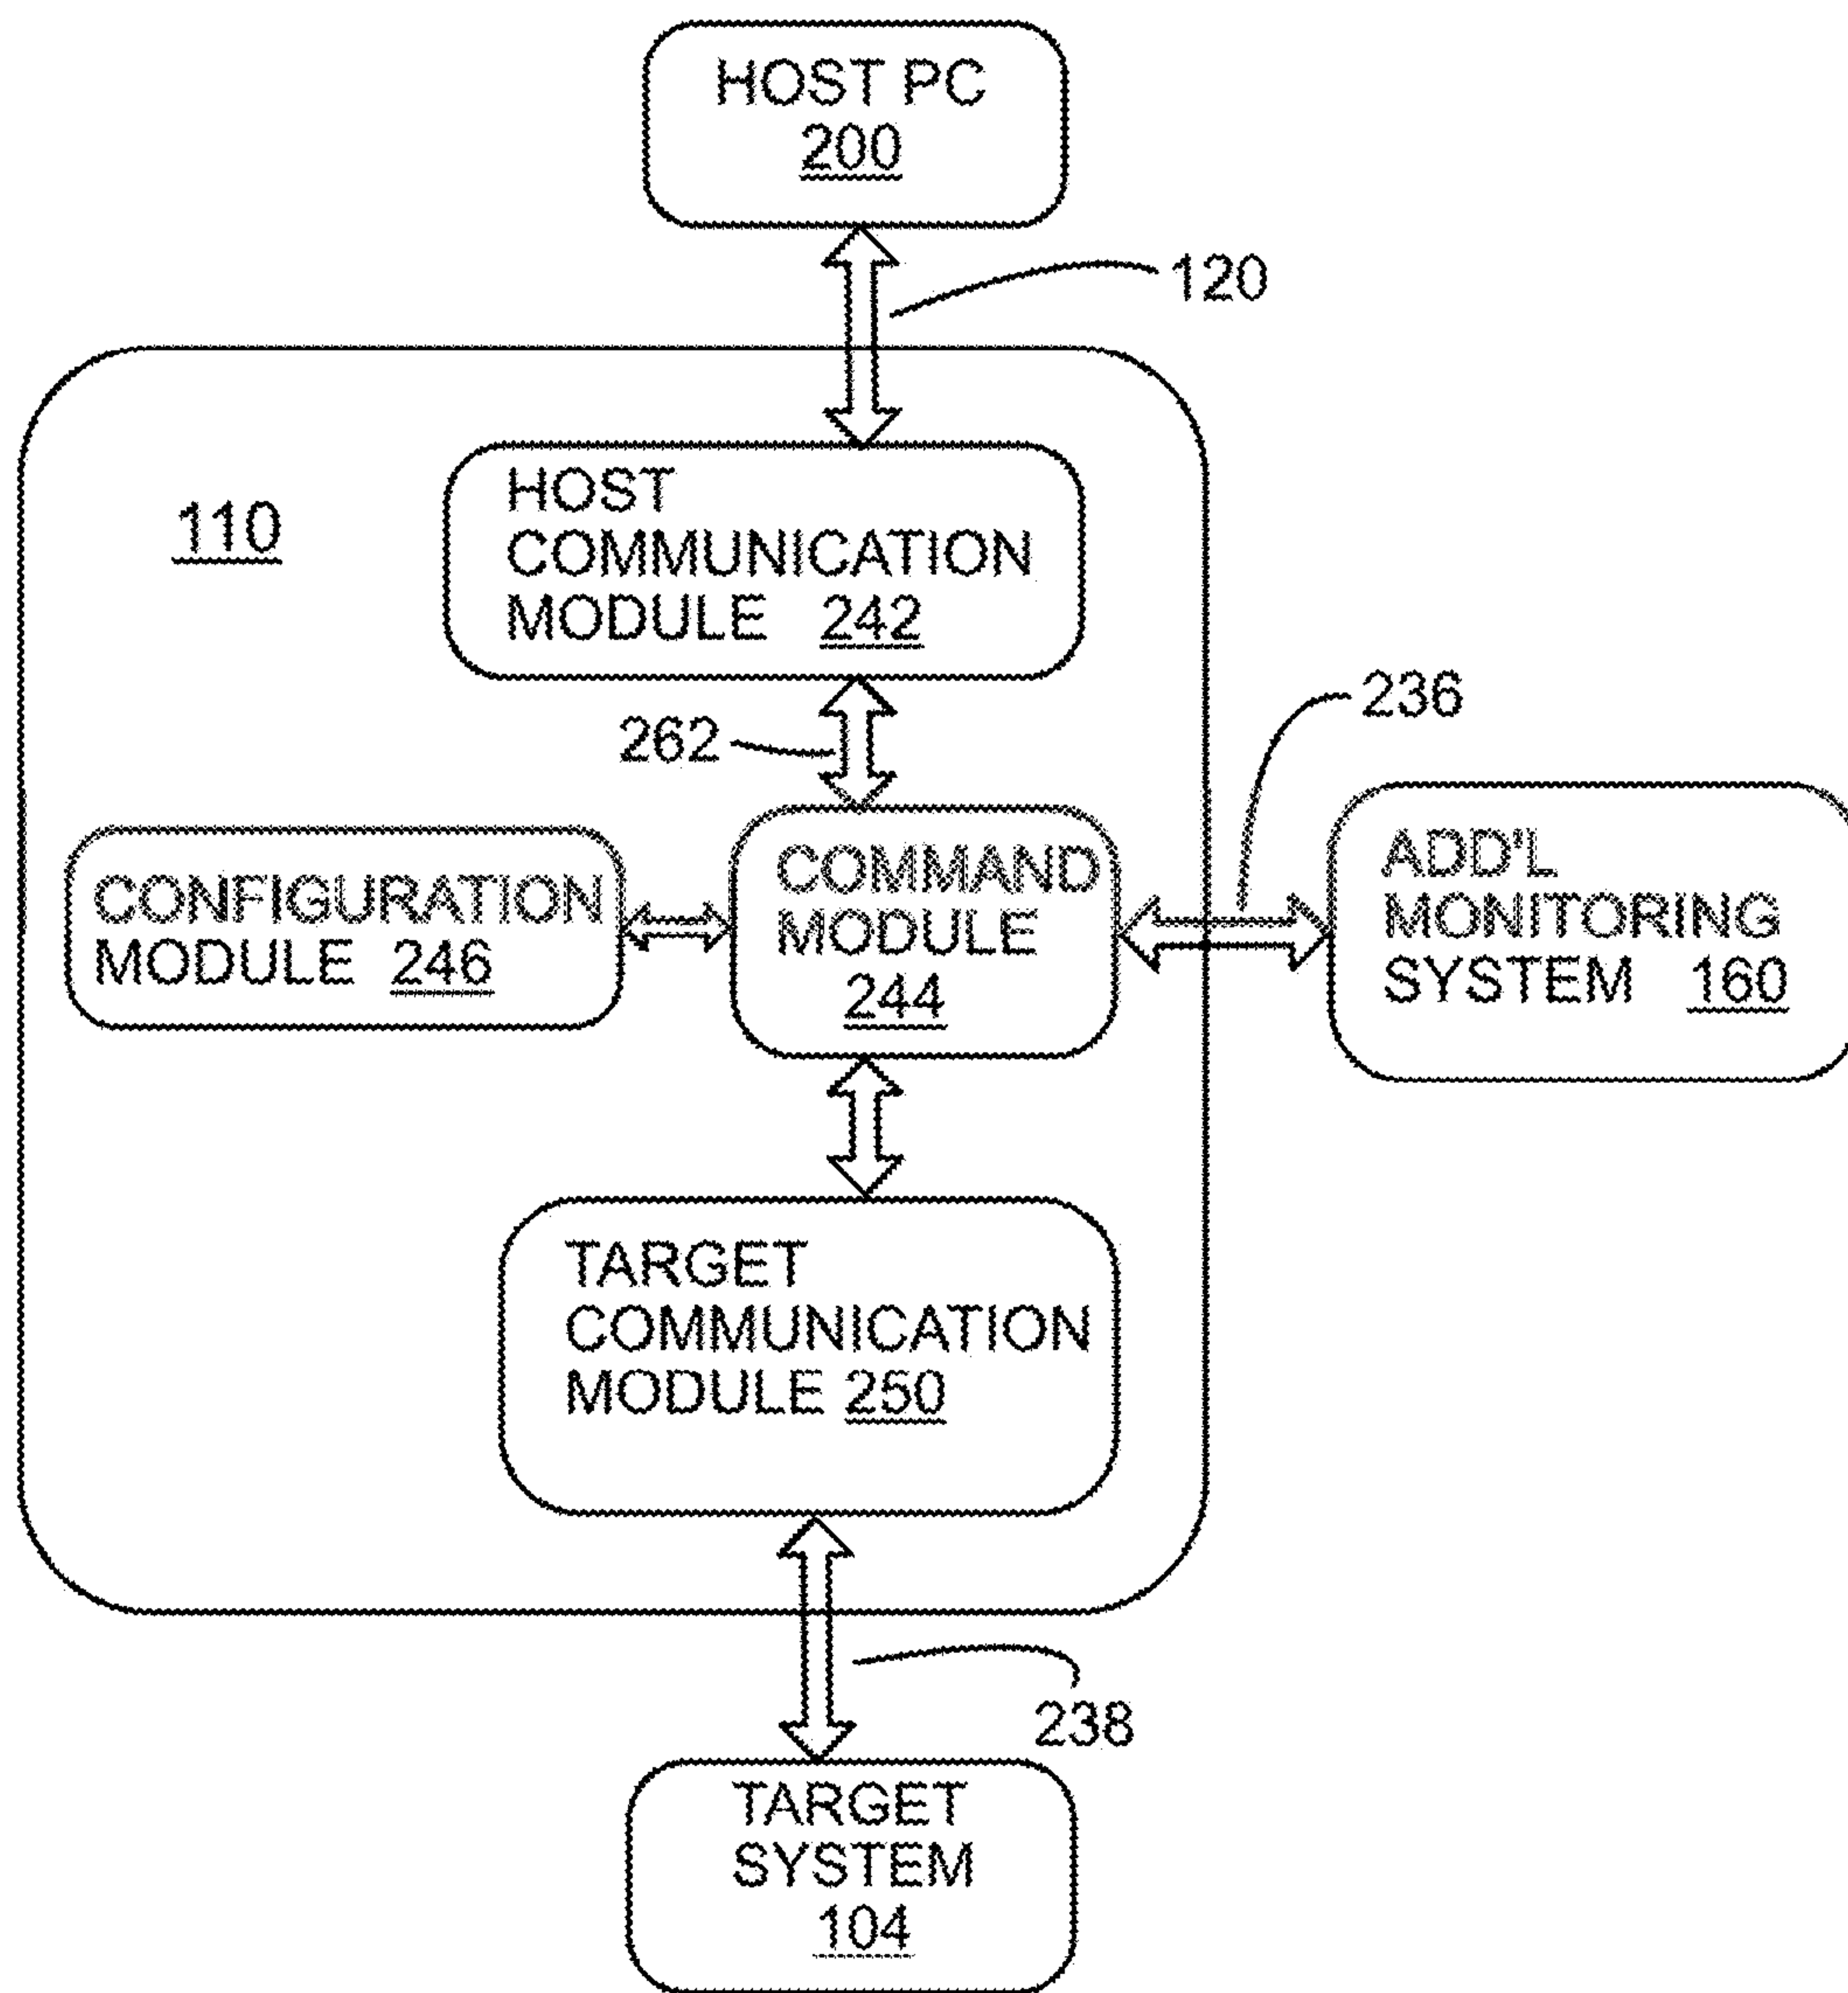 HOST PC
200
120
110
HOST
COMMUNICATION
MODULE 242
262
236
CONFIGURATION
MODULE 246
COMMAND
MODULE
244
ADD'L
MONITORING
SYSTEM 160
TARGET
COMMUNICATION
MODULE 250
238
TARGET
SYSTEM
104